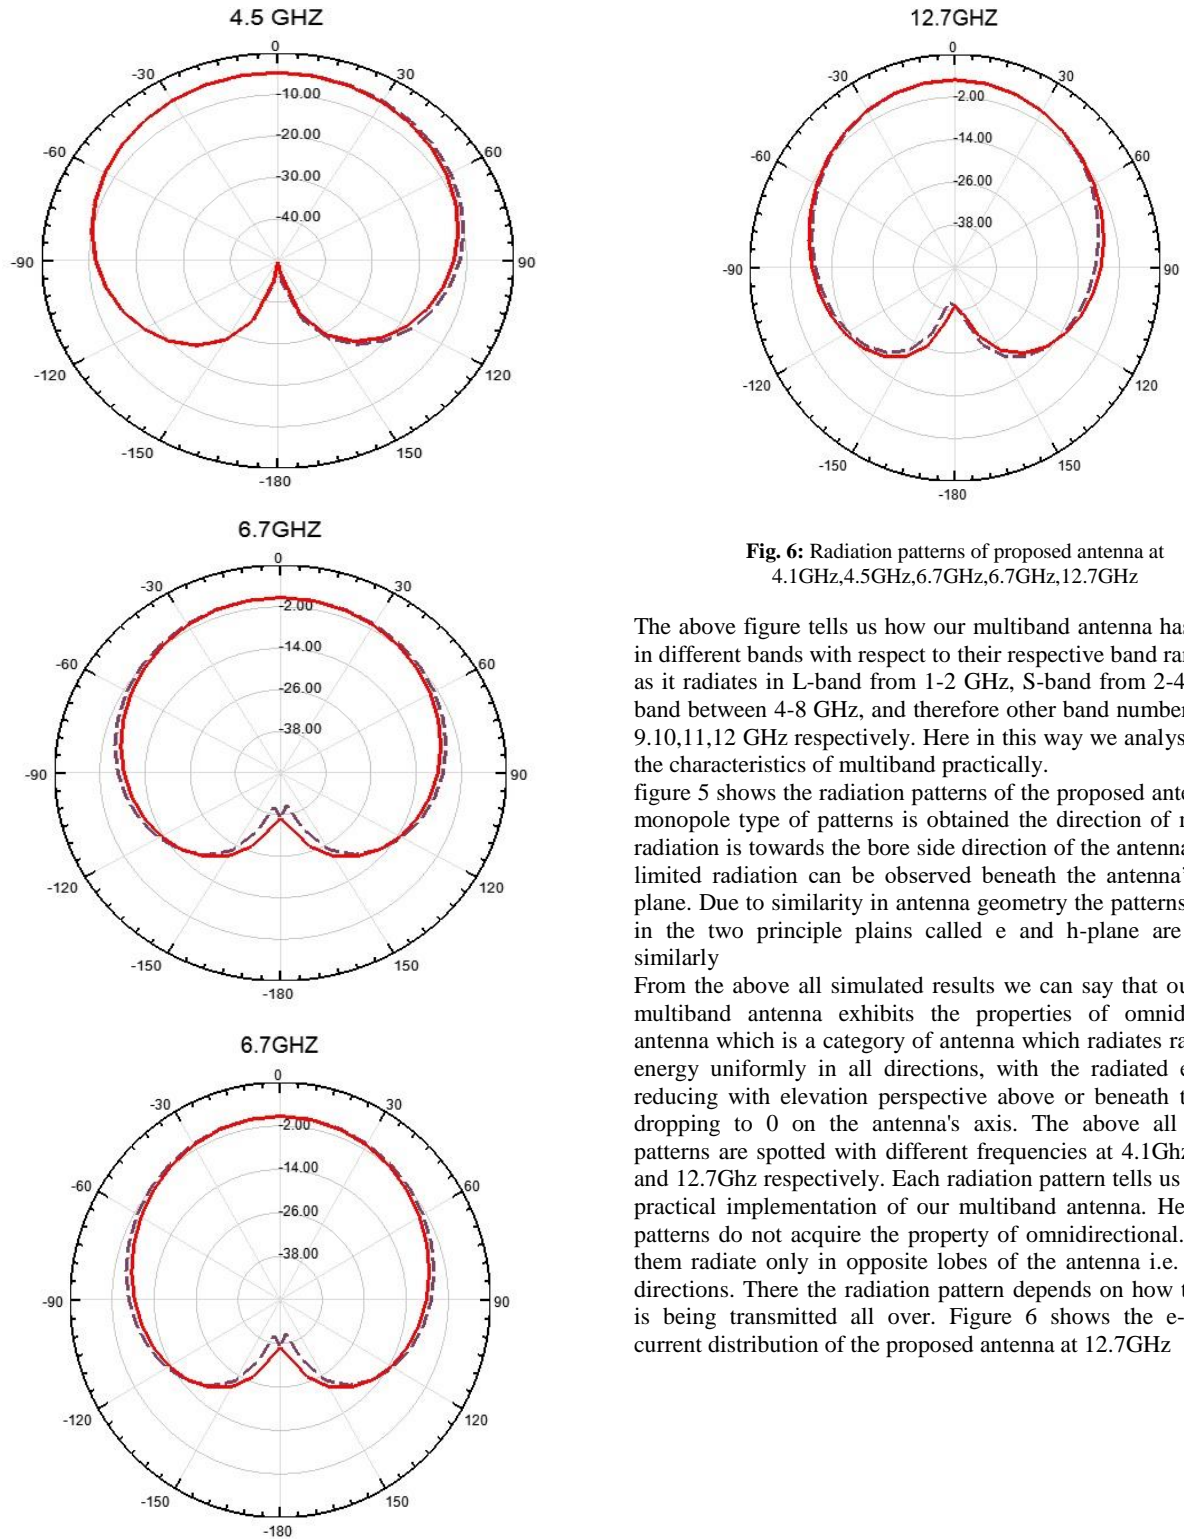 4.5 GHZ
0
-30
30
-10.00
-60
60
-20.00
-30.00
-40.00
-90
90
-120
120
-150
150
-180
6.7GHZ
0
-30
30
-2.00
-60
60
-14.00
-26.00
-38.00
-90
90
-120
120
-150
150
-180
6.7GHZ
0
-30
30
-2.00
-60
60
-14.00
-26.00
-38.00
-90
90
-120
120
-150
150
-180
12.7GHZ
0
-30
30
-2.00
-60
60
-14.00
-26.00
-38.00
-90
90
-120
120
-150
150
-180
Fig. 6: Radiation patterns of proposed antenna at
4.1GHz,4.5GHz,6.7GHz,6.7GHz,12.7GHz
The above figure tells us how our multiband antenna has
in different bands with respect to their respective band
as it radiates in L-band from 1-2 GHz, S-band from 2-4
band between 4-8 GHz, and therefore other band number
9.10,11,12 GHz respectively. Here in this way we analys
the characteristics of multiband practically.
figure 5 shows the radiation patterns of the proposed
monopole type of patterns is obtained the direction of
radiation is towards the bore side direction of the antenna
limited radiation can be observed beneath the antenna'
plane. Due to similarity in antenna geometry the patterns
in the two principle plains called e and h-plane are
similarly
From the above all simulated results we can say that
multiband antenna exhibits the properties of omnid
antenna which is a category of antenna which radiates
energy uniformly in all directions, with the radiated
reducing with elevation perspective above or beneath
dropping to 0 on the antenna's axis. The above all
patterns are spotted with different frequencies at 4.1Ghz
and 12.7Ghz respectively. Each radiation pattern tells us
practical implementation of our multiband antenna.
patterns do not acquire the property of omnidirectional.
them radiate only in opposite lobes of the antenna i.e.
directions. There the radiation pattern depends on how
is being transmitted all over. Figure 6 shows the e-
current distribution of the proposed antenna at 12.7GHz